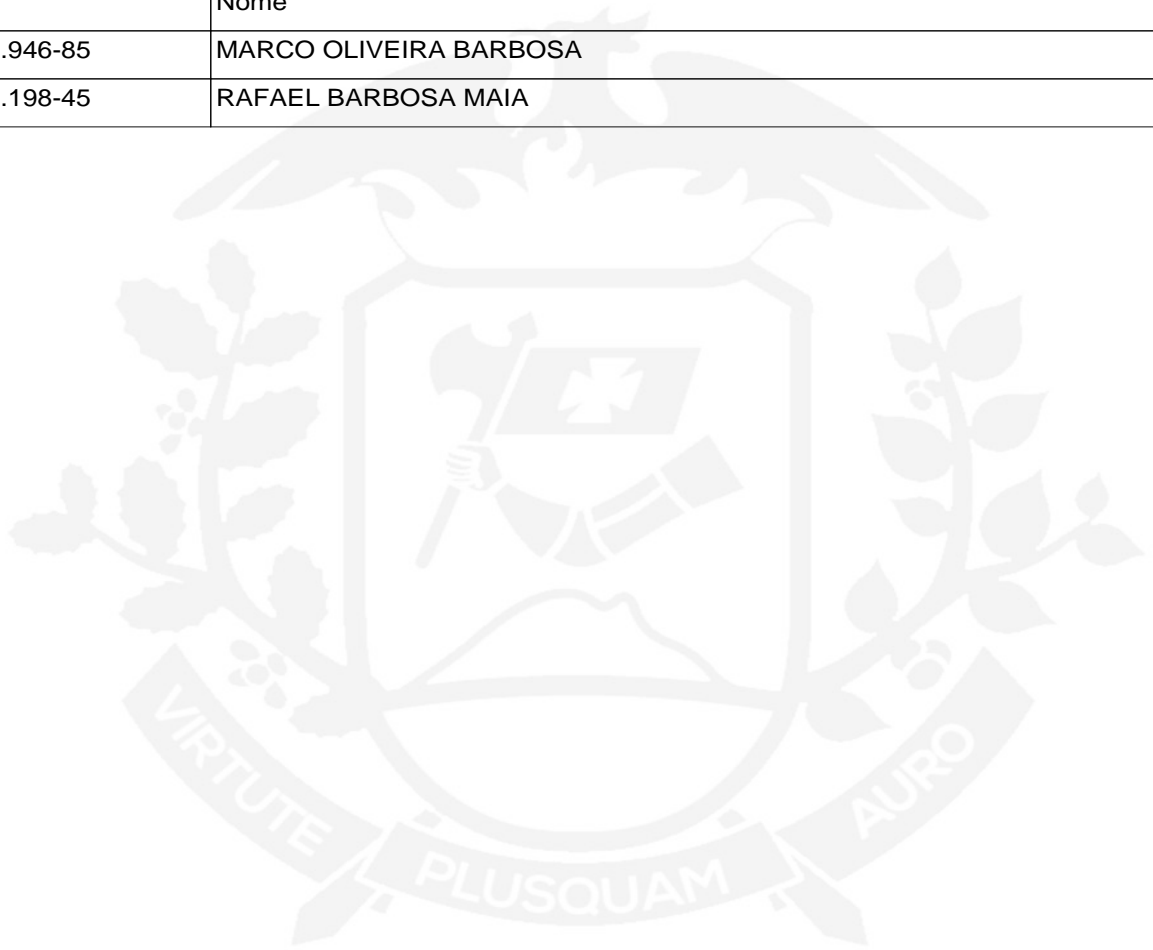 Nome
.946-85 MARCO OLIVEIRA BARBOSA
.198-45 RAFAEL BARBOSA MAIA
VIRTUTE PLUSQUAM AURO